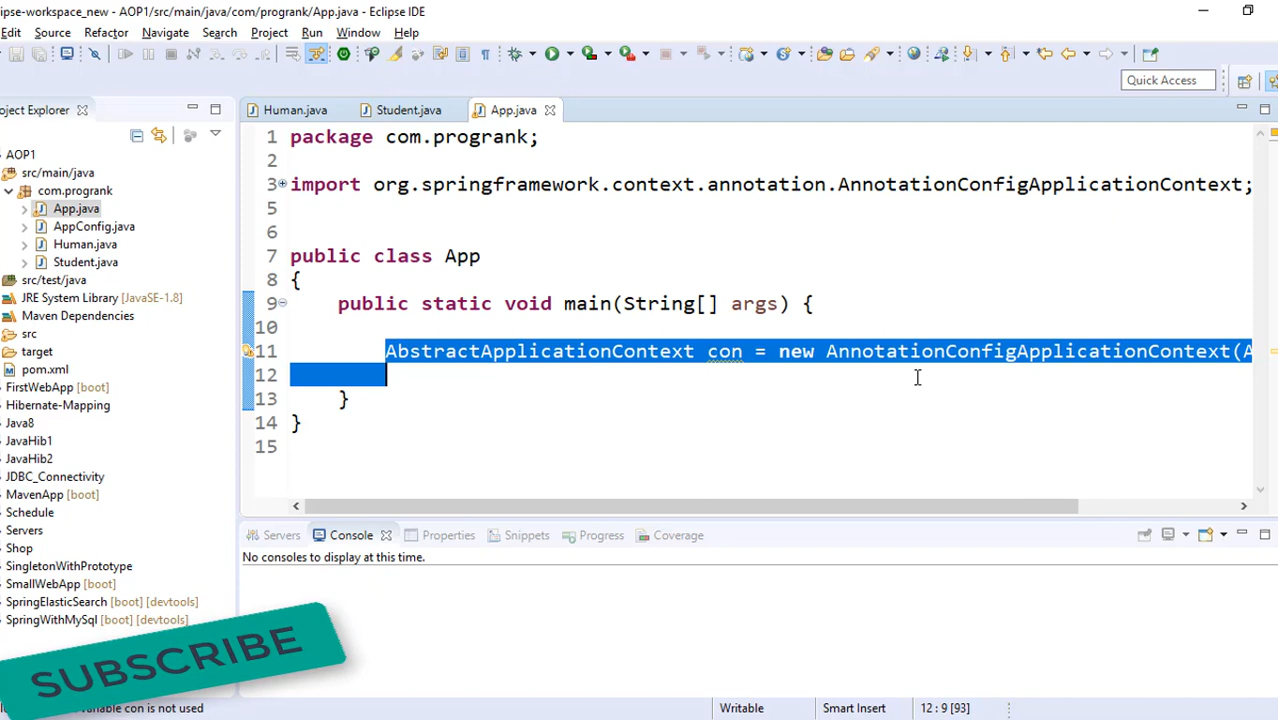 lipse-workspace_new - AOP1/src/main/java/com/progrank/App.java - Eclipse IDE
Edit Source Refactor Navigate Search Project Run Window Help
Quick Access
oject Explorer
Human.java Student.java App.java
AOP1
src/main/java
com.progrank
App.java
AppConfig.java
Human.java
Student.java
src/test/java
JRE System Library [JavaSE-1.8]
Maven Dependencies
src
target
pom.xml
FirstWebApp [boot]
Hibernate-Mapping
Java8
JavaHib1
JavaHib2
JDBC_Connectivity
MavenApp [boot]
Schedule
Servers
Shop
SingletonWithPrototype
SmallWebApp [boot]
SpringElasticSearch [boot] [devtools]
SpringWithMySql [boot] [devtools]
1 package com.progrank;
2
3 import org.springframework.context.annotation.AnnotationConfigApplicationContext;
5
6
7 public class App
8 {
9 public static void main(String[] args) {
10
11 AbstractApplicationContext con = new AnnotationConfigApplicationContext(A
12
13 }
14 }
15
Servers Console Properties Snippets Progress Coverage
No consoles to display at this time.
SUBSCRIBE
variable con is not used
Writable Smart Insert 12 : 9 [93]